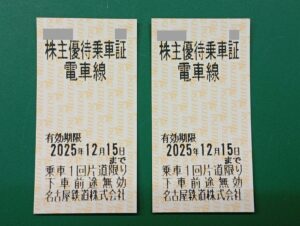 株主優待乗車証
電車線
有効期限
2025年12月15日
まで
乗車1回片道限り
下車前途無効
名古屋鉄道株式会社
株主優待乗車証
電車線
有効期限
2025年12月15日
まで
乗車1回片道限り
下車前途無効
名古屋鉄道株式会社